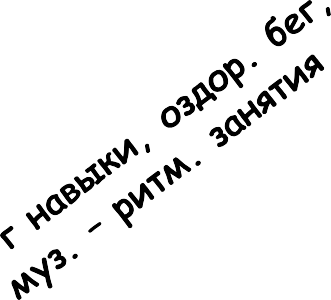 г навыки, оздор. бег,
муз. - ритм. занятия